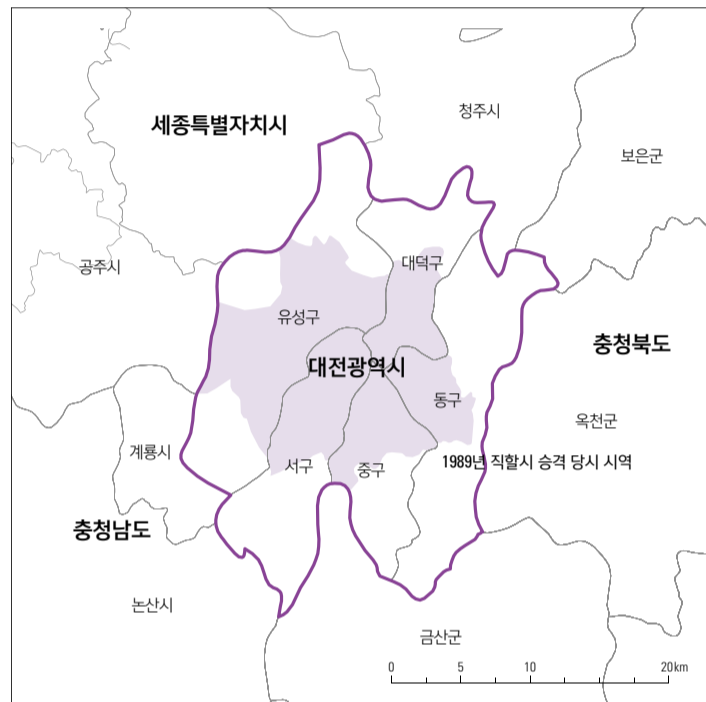 청주시
세종특별자치시
보은군
대덕구
공주시
유성구
충청북도
대전광역시
동구
옥천군
계룡시
서구
중구
1989년 직할시 승격 당시 시역
충청남도
논산시
금산군
0 5 10 20km